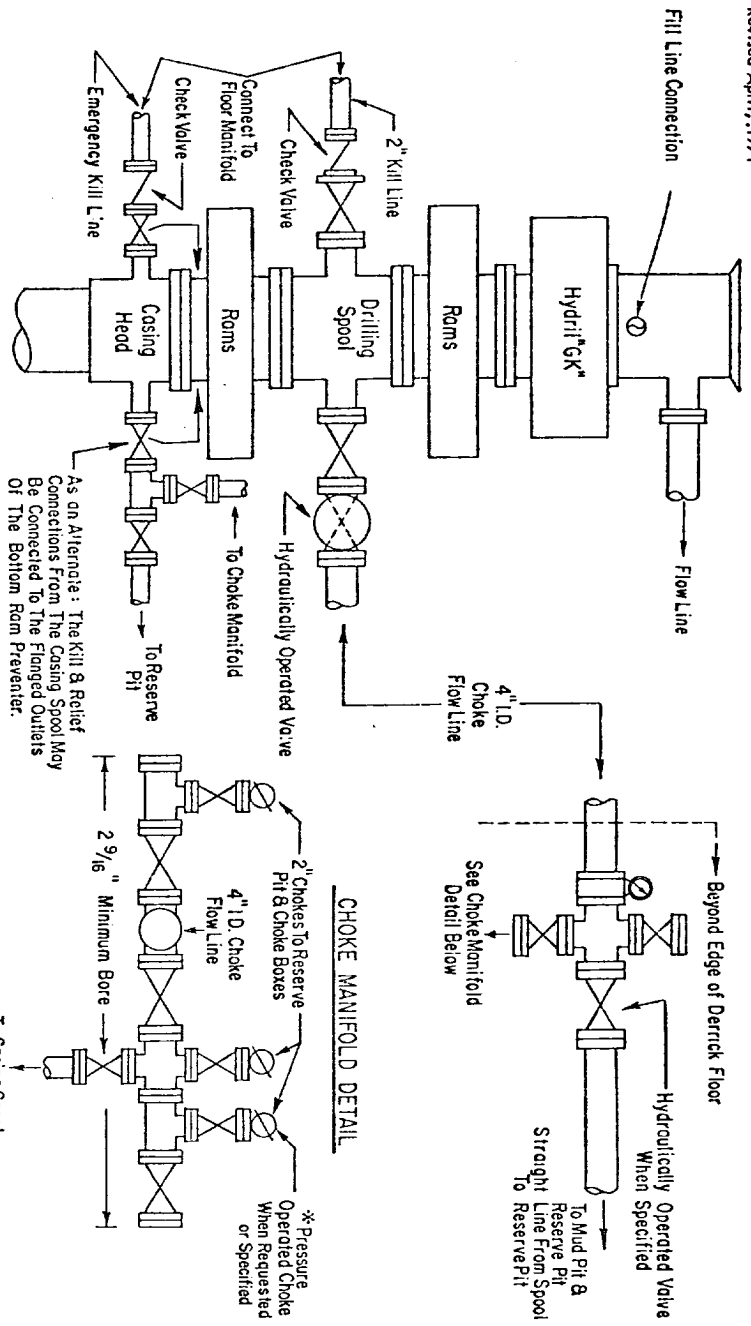 Fill Line Connection
Flow Line
Hydril "GK"
Rams
2" Kill Line
Check Valve
Drilling
Spool
Connect To
Floor Manifold
Check Valve
Emergency Kill Line
Rams
Casing
Head
Hydraulically Operated Valve
To Choke Manifold
To Reserve
Pit
As an Alternate: The Kill & Relief
Connections From The Casing Spool May
Be Connected To The Flanged Outlets
Of The Bottom Ram Preventer.
4" I.D.
Choke
Flow Line
Beyond Edge of Derrick Floor
Hydraulically Operated Valve
When Specified
See Choke Manifold
Detail Below
To Mud Pit &
Reserve Pit
Straight Line From Spool
To Reserve Pit
CHOKE MANIFOLD DETAIL
2" Chokes To Reserve
Pit & Choke Boxes
4" I.D. Choke
Flow Line
*Pressure
Operated Choke
When Requested
or Specified
2 9/16" Minimum Bore